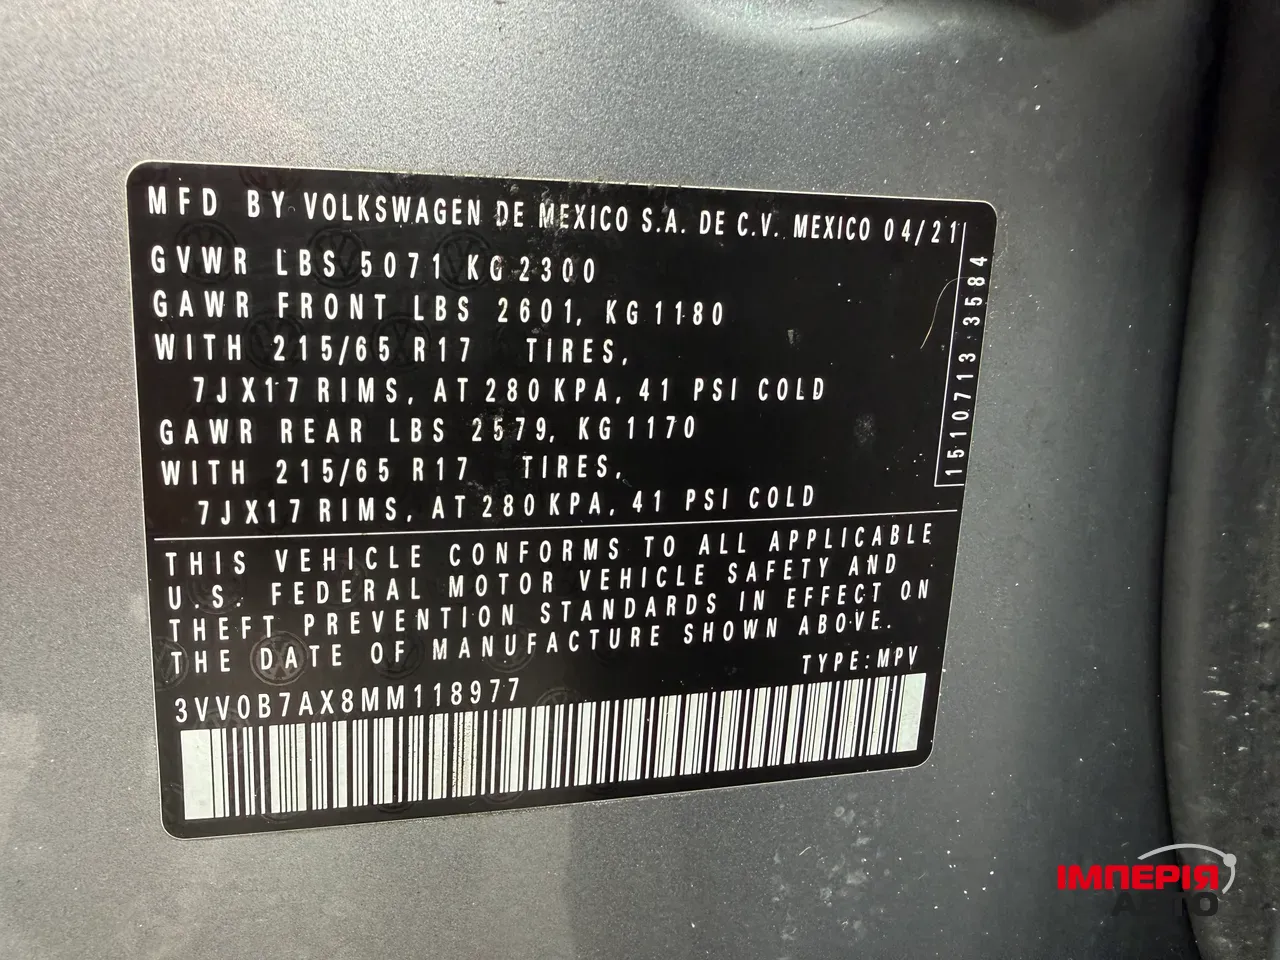 MFD BY VOLKSWAGEN DE MEXICO S.A. DE C.V. MEXICO 04/21
GVWR LBS 5071 KG 2300
GAWR FRONT LBS 2601, KG 1180
WITH 215/65 R17 TIRES,
7JX17 RIMS, AT 280 KPA, 41 PSI COLD
GAWR REAR LBS 2579, KG 1170
WITH 215/65 R17 TIRES,
7JX17 RIMS, AT 280 KPA, 41 PSI COLD
1510713 3584
THIS VEHICLE CONFORMS TO ALL APPLICABLE
U.S. FEDERAL MOTOR VEHICLE SAFETY AND
THEFT PREVENTION STANDARDS IN EFFECT ON
THE DATE OF MANUFACTURE SHOWN ABOVE.
TYPE: MPV
3VV0B7AX8MM118977
ІМПЕРІЯ
АВТО